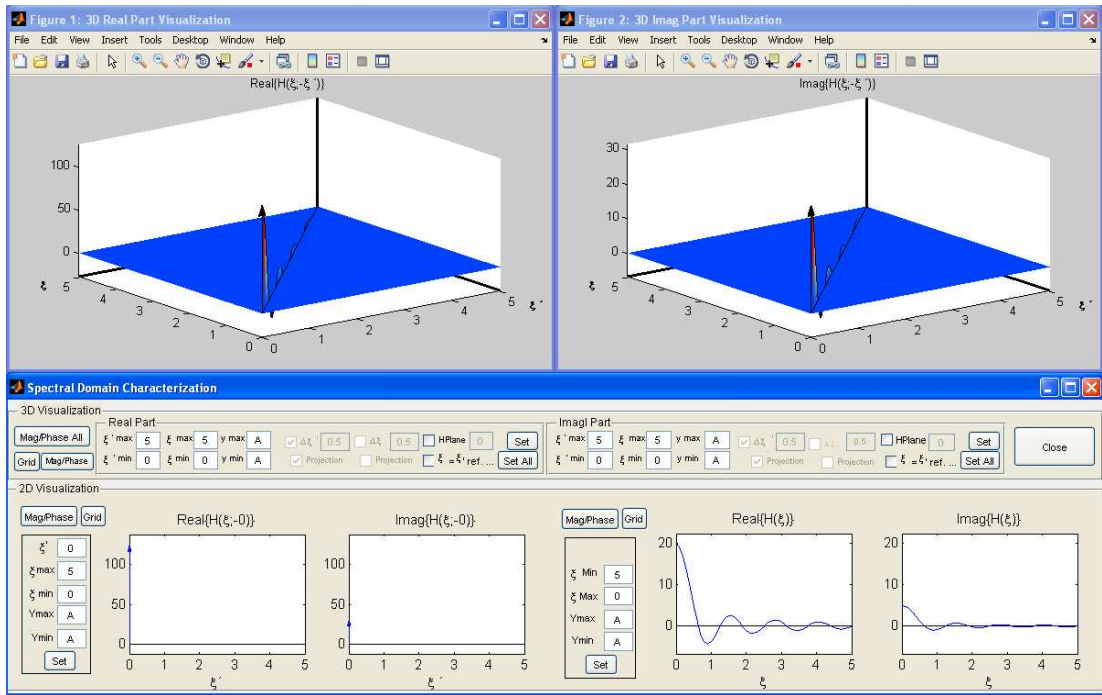 Figure 1: 3D Real Part Visualization
File Edit View Insert Tools Desktop Window Help
Real{H(ξ;-ξ´)}
100
50
0
ξ 5 4 3 2 1 0
0 1 2 3 4 5 ξ´
Figure 2: 3D Imag Part Visualization
File Edit View Insert Tools Desktop Window Help
Imag{H(ξ;-ξ´)}
30
20
10
0
ξ 5 4 3 2 1 0
0 1 2 3 4 5 ξ´
Spectral Domain Characterization
3D Visualization
Real Part
Mag/Phase All ξ' max 5 ξ max 5 y max A Δξ ' 0.5 Δξ 0.5 HPlane 0 Set
Grid Mag/Phase ξ' min 0 ξ min 0 y min A Projection Projection ξ =ξ' ref. ... Set All
Imagl Part
ξ' max 5 ξ max 5 y max A Δξ ' 0.5 Δξ 0.5 HPlane 0 Set
ξ' min 0 ξ min 0 y min A Projection Projection ξ =ξ' ref. ... Set All
Close
2D Visualization
Mag/Phase Grid
ξ' 0
ξ max 5
ξ min 0
Ymax A
Ymin A
Set
Real{H(ξ;-0)}
100
50
0
0 1 2 3 4 5
ξ´
Imag{H(ξ;-0)}
100
50
0
0 1 2 3 4 5
ξ´
Mag/Phase Grid
ξ Min 5
ξ Max 0
Ymax A
Ymin A
Set
Real{H(ξ)}
20
10
0
0 1 2 3 4 5
ξ
Imag{H(ξ)}
20
10
0
0 1 2 3 4 5
ξ